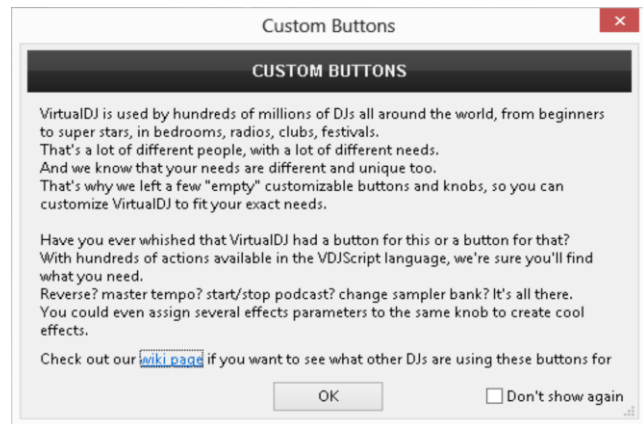 Custom Buttons
CUSTOM BUTTONS
VirtualDJ is used by hundreds of millions of DJs all around the world, from beginners
to super stars, in bedrooms, radios, clubs, festivals.
That's a lot of different people, with a lot of different needs.
And we know that your needs are different and unique too.
That's why we left a few "empty" customizable buttons and knobs, so you can
customize VirtualDJ to fit your exact needs.
Have you ever whished that VirtualDJ had a button for this or a button for that?
With hundreds of actions available in the VDJScript language, we're sure you'll find
what you need.
Reverse? master tempo? start/stop podcast? change sampler bank? It's all there.
You could even assign several effects parameters to the same knob to create cool
effects.
Check out our wiki page if you want to see what other DJs are using these buttons for
OK
Don't show again